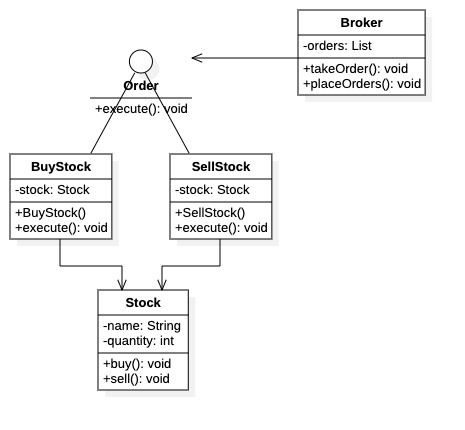 Broker
-orders: List
+takeOrder(): void
+placeOrders(): void
Order
+execute(): void
BuyStock
-stock: Stock
+BuyStock()
+execute(): void
SellStock
-stock: Stock
+SellStock()
+execute(): void
Stock
-name: String
-quantity: int
+buy(): void
+sell(): void